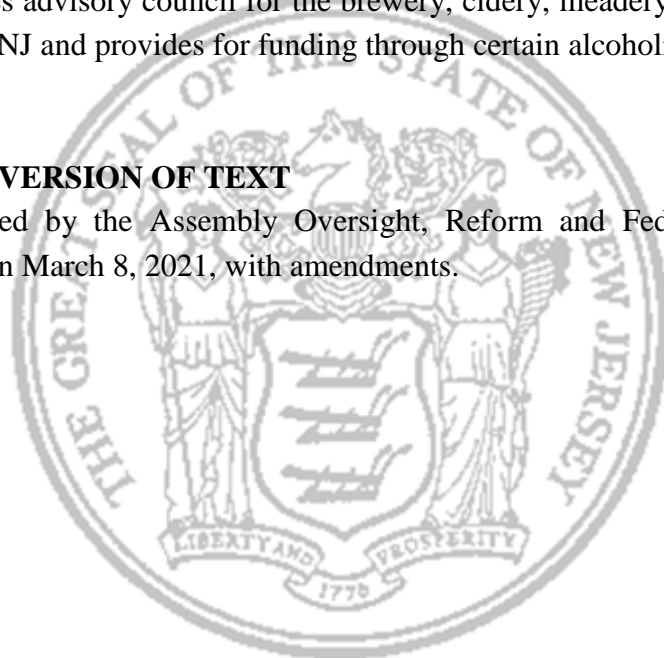 s advisory council for the brewery, cidery, meadery
NJ and provides for funding through certain alcoholi
VERSION OF TEXT
ed by the Assembly Oversight, Reform and Fed
n March 8, 2021, with amendments.
THE GREAT SEAL OF THE STATE OF NEW JERSEY
LIBERTY AND PROSPERITY
1776